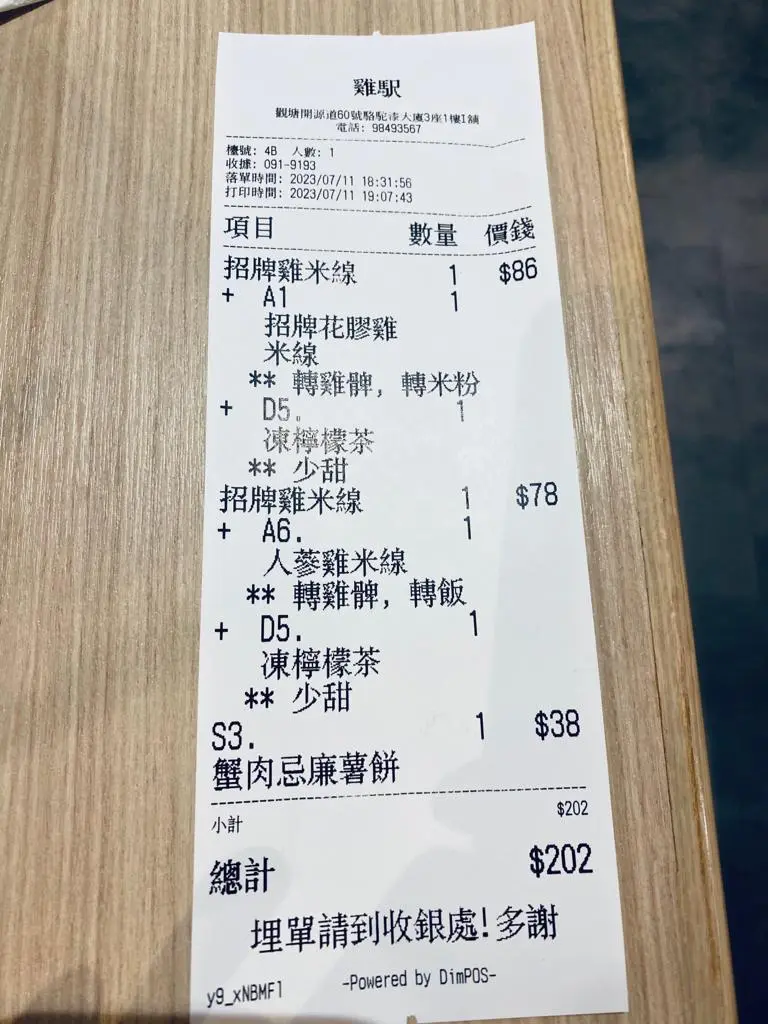 雞駅
觀塘開源道60號駱駝漆大廈3座1樓I舖
電話: 98493567
檯號: 4B 人數: 1
收據: 091-9193
落單時間: 2023/07/11 18:31:56
打印時間: 2023/07/11 19:07:43
項目 數量 價錢
招牌雞米線 1 $86
+ A1 1
招牌花膠雞
米線
** 轉雞髀, 轉米粉
+ D5. 1
凍檸檬茶
** 少甜
招牌雞米線 1 $78
+ A6. 1
人蔘雞米線
** 轉雞髀, 轉飯
+ D5. 1
凍檸檬茶
** 少甜
S3. 1 $38
蟹肉忌廉薯餅
小計 $202
總計 $202
埋單請到收銀處!多謝
y9_xNBMFl -Powered by DimPOS-